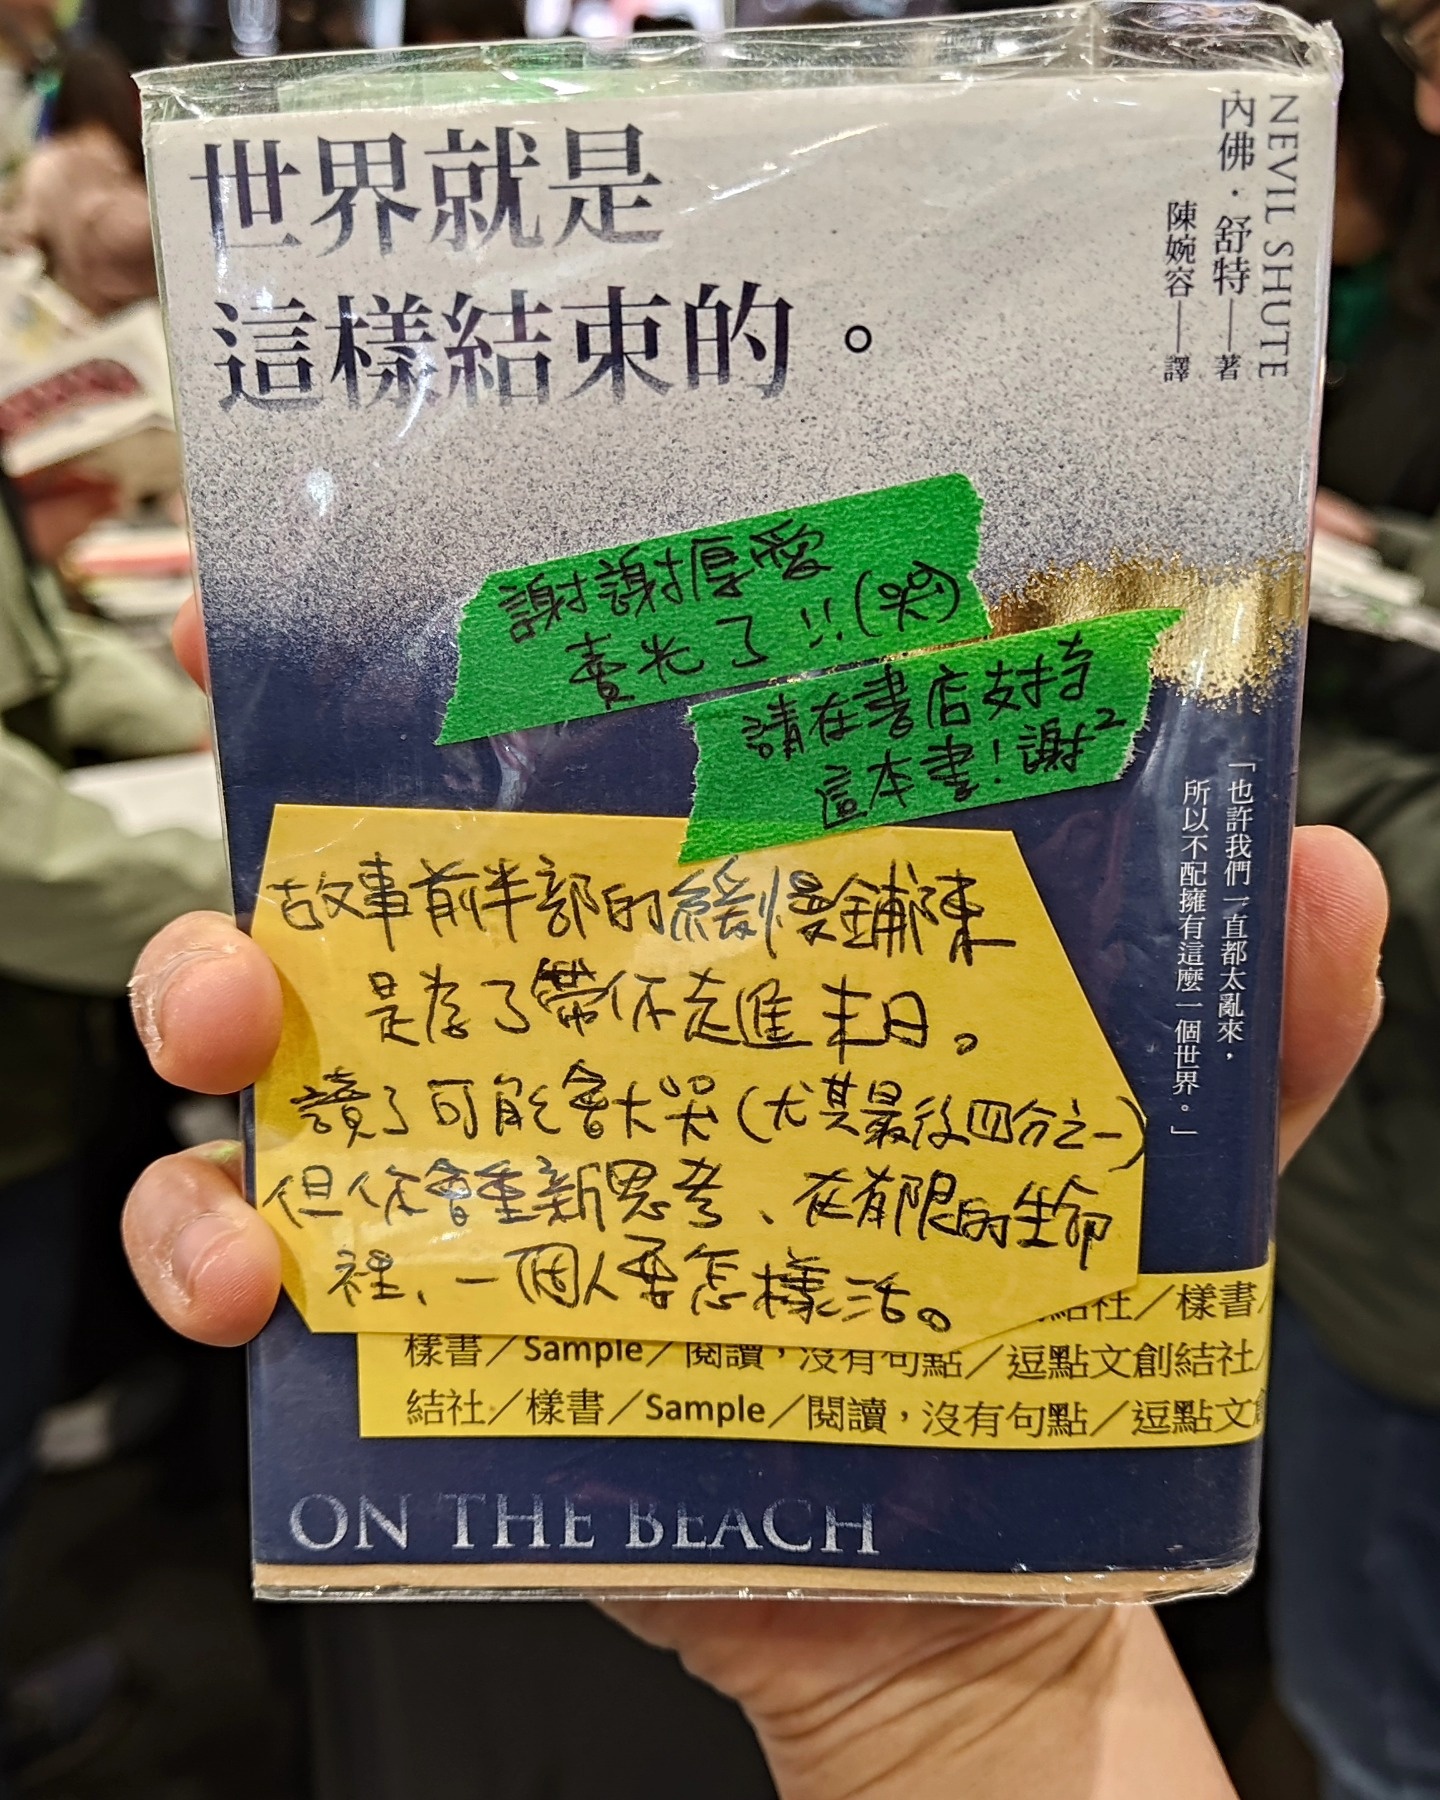 世界就是
這樣結束的。
NEVIL SHUTE
內佛．舒特——著
陳婉容——譯
謝謝厚愛
賣光了!!(哭)
請在書店支持
這本書!謝²
「也許我們一直都太亂來，
所以不配擁有這麼一個世界。」
故事前半部的緩慢鋪陳
是為了帶你走進末日。
讀了可能會大哭(尤其最後四分之一)
但你會重新思考、在有限的生命
裡、一個人要怎樣活。
結社／樣書／
樣書／Sample／閱讀，沒有句點／逗點文創結社／
結社／樣書／Sample／閱讀，沒有句點／逗點文創
ON THE BEACH